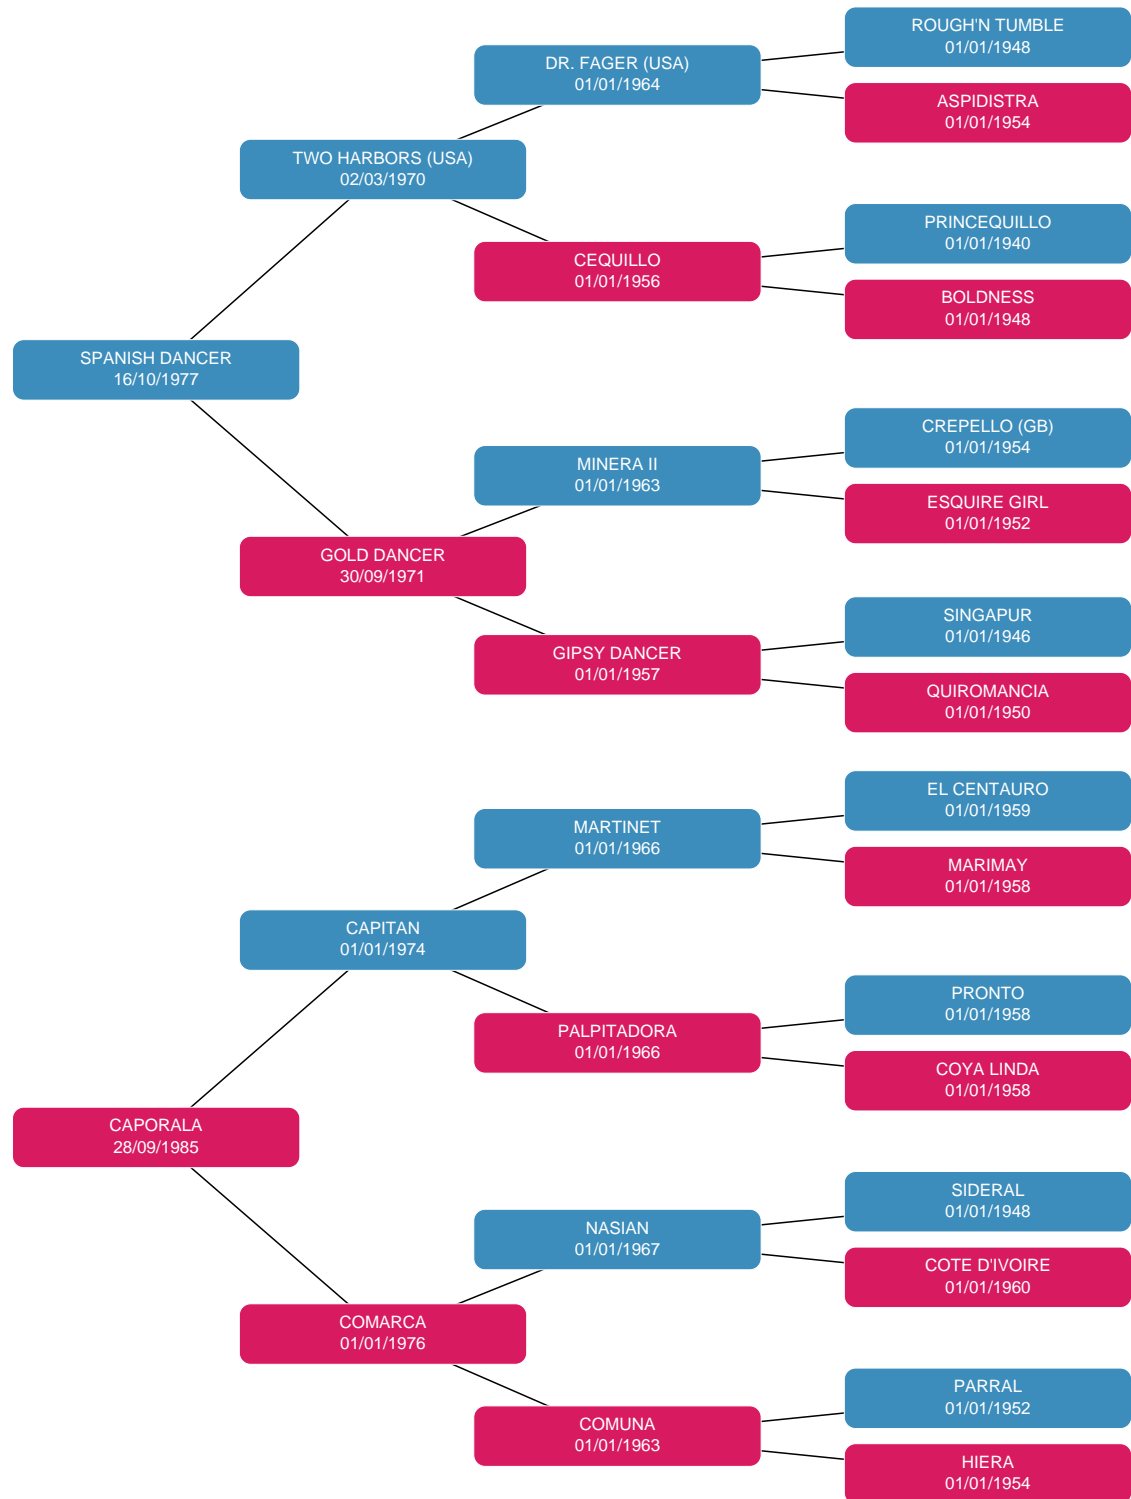 ROUGH'N TUMBLE
01/01/1948
DR. FAGER (USA)
01/01/1964
ASPIDISTRA
01/01/1954
TWO HARBORS (USA)
02/03/1970
PRINCEQUILLO
01/01/1940
CEQUILLO
01/01/1956
BOLDNESS
01/01/1948
SPANISH DANCER
16/10/1977
CREPELLO (GB)
01/01/1954
MINERA II
01/01/1963
ESQUIRE GIRL
01/01/1952
GOLD DANCER
30/09/1971
SINGAPUR
01/01/1946
GIPSY DANCER
01/01/1957
QUIROMANCIA
01/01/1950
EL CENTAURO
01/01/1959
MARTINET
01/01/1966
MARIMAY
01/01/1958
CAPITAN
01/01/1974
PRONTO
01/01/1958
PALPITADORA
01/01/1966
COYA LINDA
01/01/1958
CAPORALA
28/09/1985
SIDERAL
01/01/1948
NASIAN
01/01/1967
COTE D'IVOIRE
01/01/1960
COMARCA
01/01/1976
PARRAL
01/01/1952
COMUNA
01/01/1963
HIERA
01/01/1954